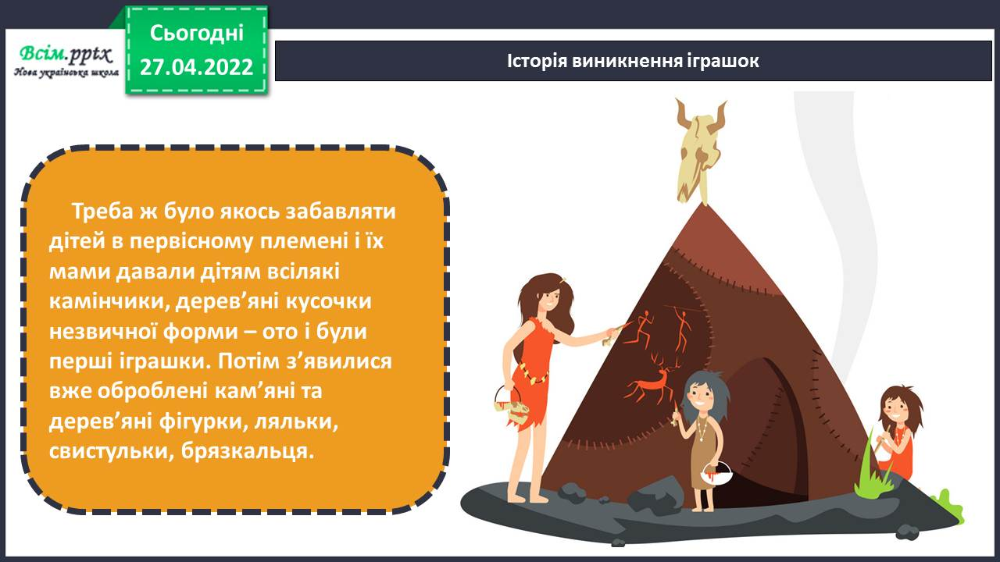 Всім.pptx
Нова українська школа
Сьогодні
27.04.2022
Історія виникнення іграшок
Треба ж було якось забавляти
дітей в первісному племені і їх
мами давали дітям всілякі
камінчики, дерев’яні кусочки
незвичної форми – ото і були
перші іграшки. Потім з’явилися
вже оброблені кам’яні та
дерев’яні фігурки, ляльки,
свистульки, брязкальця.